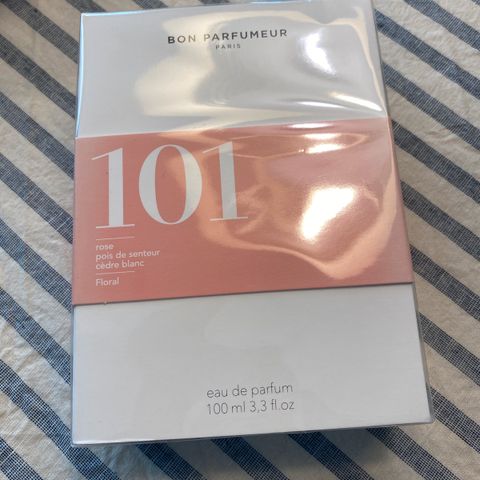 BON PARFUMEUR
PARIS
101
rose
pois de senteur
cèdre blanc
Floral
eau de parfum
100 ml 3,3 fl.oz